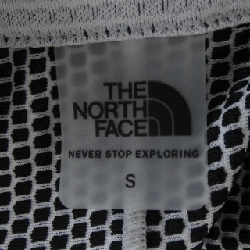 THE
NORTH
FACE
NEVER STOP EXPLORING
S